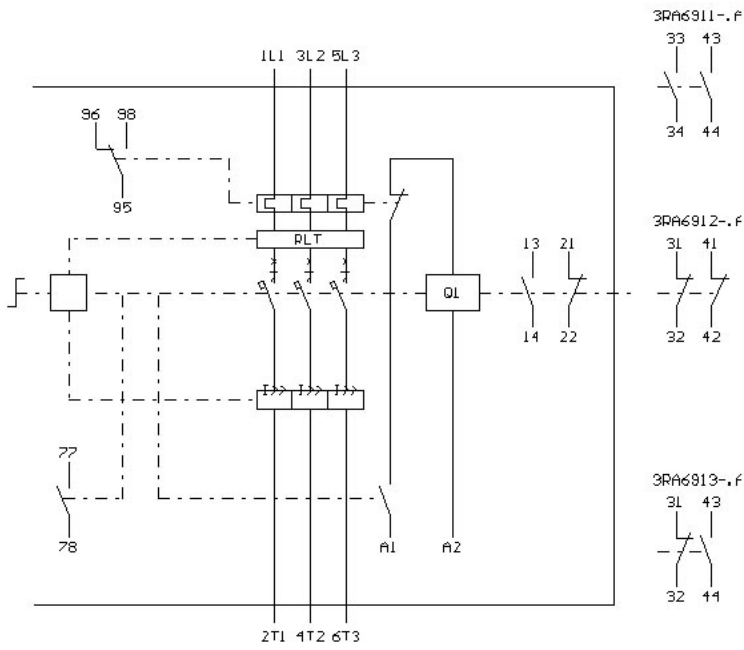 3RA6911-.A
33 43
34 44
1L1 3L2 5L3
96 98
95
RLT
3RA6912-.A
31 41
32 42
13 21
14 22
Q1
I>> I>> I>>
77
78
A1 A2
3RA6913-.A
31 43
32 44
2T1 4T2 6T3